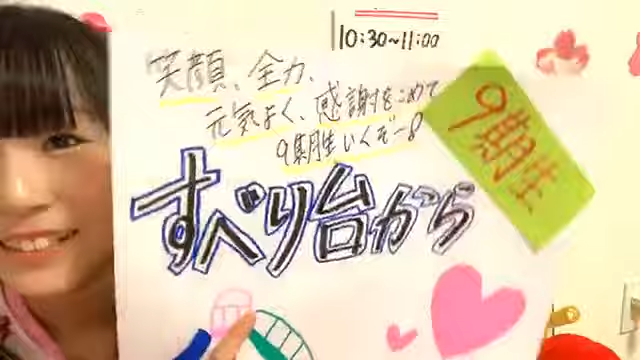 10:30~11:00
笑顔、全力、
元気よく、感謝をこめて
9期生いくぞー8
9期生
すべり台から